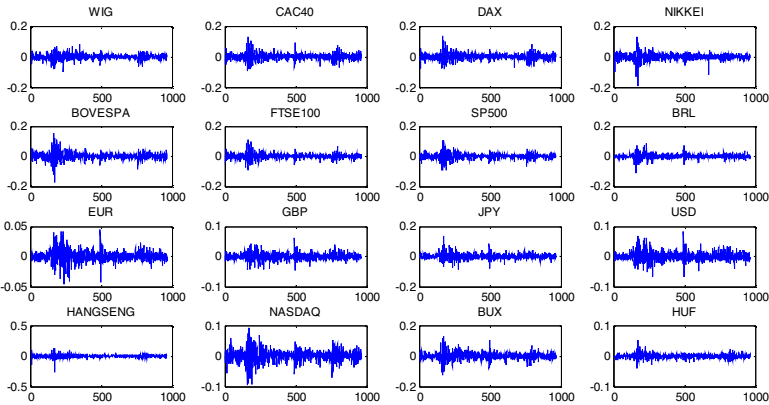 WIG CAC40 DAX NIKKEI
0.2 0.2 0.2 0.2
0 0 0 0
-0.2 -0.2 -0.2 -0.2
0 500 1000 0 500 1000 0 500 1000 0 500 1000
BOVESPA FTSE100 SP500 BRL
0.2 0.2 0.2 0.2
0 0 0 0
-0.2 -0.2 -0.2 -0.2
0 500 1000 0 500 1000 0 500 1000 0 500 1000
EUR GBP JPY USD
0.05 0.1 0.2 0.1
0 0 0 0
-0.05 -0.1 -0.2 -0.1
0 500 1000 0 500 1000 0 500 1000 0 500 1000
HANGSENG NASDAQ BUX HUF
0.5 0.1 0.2 0.1
0 0 0 0
-0.5 -0.1 -0.2 -0.1
0 500 1000 0 500 1000 0 500 1000 0 500 1000